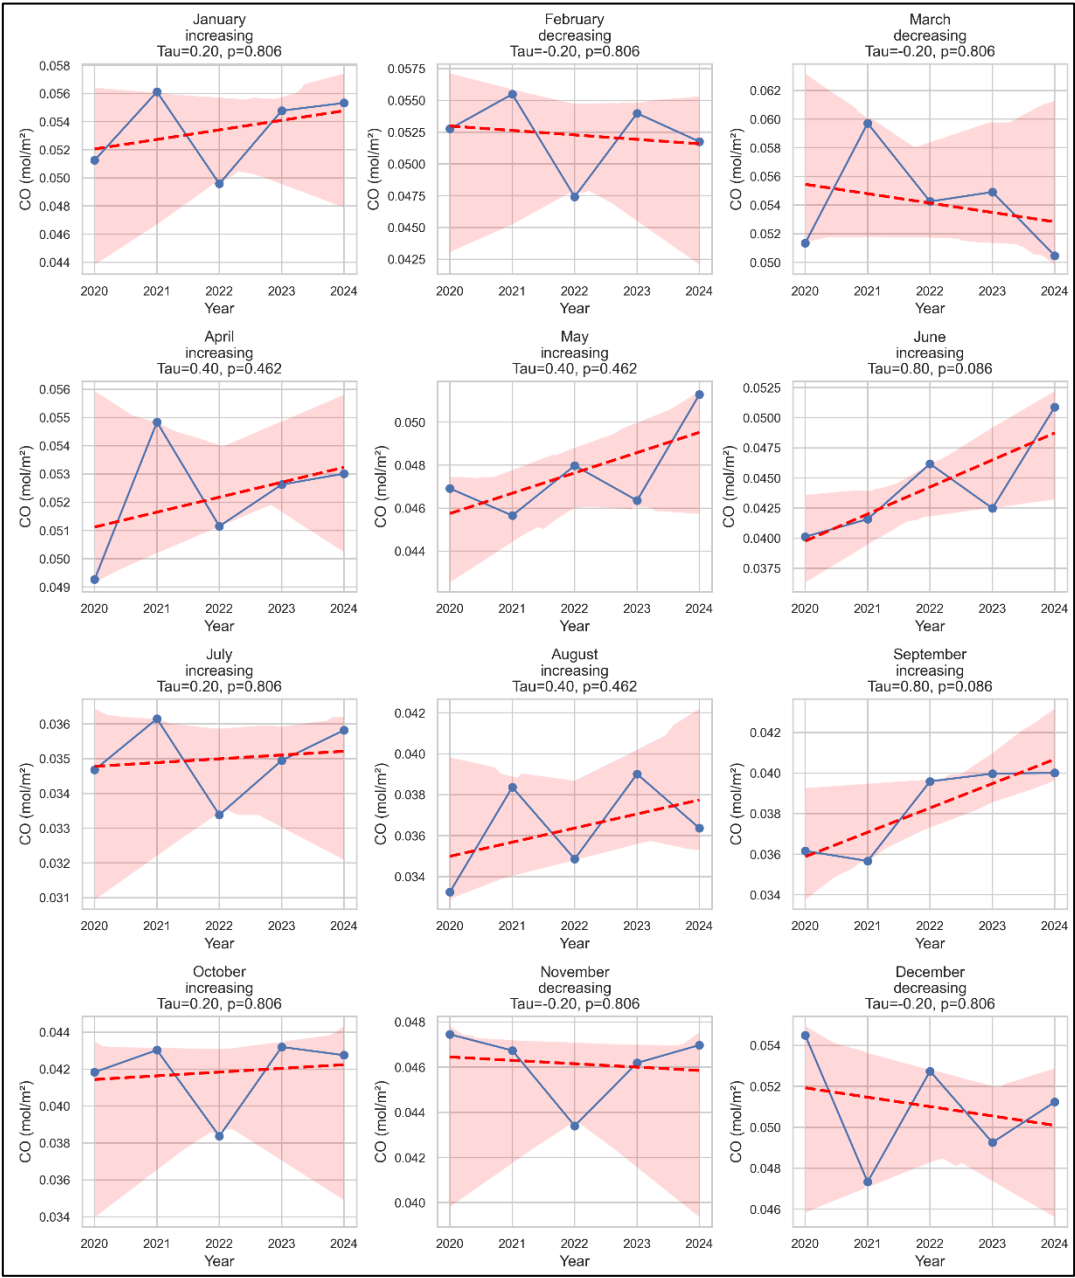 January
increasing
Tau=0.20, p=0.806
0.058
0.056
0.054
0.052
0.050
0.048
0.046
0.044
CO (mol/m²)
2020 2021 2022 2023 2024
Year
February
decreasing
Tau=-0.20, p=0.806
0.0575
0.0550
0.0525
0.0500
0.0475
0.0450
0.0425
CO (mol/m²)
2020 2021 2022 2023 2024
Year
March
decreasing
Tau=-0.20, p=0.806
0.062
0.060
0.058
0.056
0.054
0.052
0.050
CO (mol/m²)
2020 2021 2022 2023 2024
Year
April
increasing
Tau=0.40, p=0.462
0.056
0.055
0.054
0.053
0.052
0.051
0.050
0.049
CO (mol/m²)
2020 2021 2022 2023 2024
Year
May
increasing
Tau=0.40, p=0.462
0.050
0.048
0.046
0.044
CO (mol/m²)
2020 2021 2022 2023 2024
Year
June
increasing
Tau=0.80, p=0.086
0.0525
0.0500
0.0475
0.0450
0.0425
0.0400
0.0375
CO (mol/m²)
2020 2021 2022 2023 2024
Year
July
increasing
Tau=0.20, p=0.806
0.036
0.035
0.034
0.033
0.032
0.031
CO (mol/m²)
2020 2021 2022 2023 2024
Year
August
increasing
Tau=0.40, p=0.462
0.042
0.040
0.038
0.036
0.034
CO (mol/m²)
2020 2021 2022 2023 2024
Year
September
increasing
Tau=0.80, p=0.086
0.042
0.040
0.038
0.036
0.034
CO (mol/m²)
2020 2021 2022 2023 2024
Year
October
increasing
Tau=0.20, p=0.806
0.044
0.042
0.040
0.038
0.036
0.034
CO (mol/m²)
2020 2021 2022 2023 2024
Year
November
decreasing
Tau=-0.20, p=0.806
0.048
0.046
0.044
0.042
0.040
CO (mol/m²)
2020 2021 2022 2023 2024
Year
December
decreasing
Tau=-0.20, p=0.806
0.054
0.052
0.050
0.048
0.046
CO (mol/m²)
2020 2021 2022 2023 2024
Year